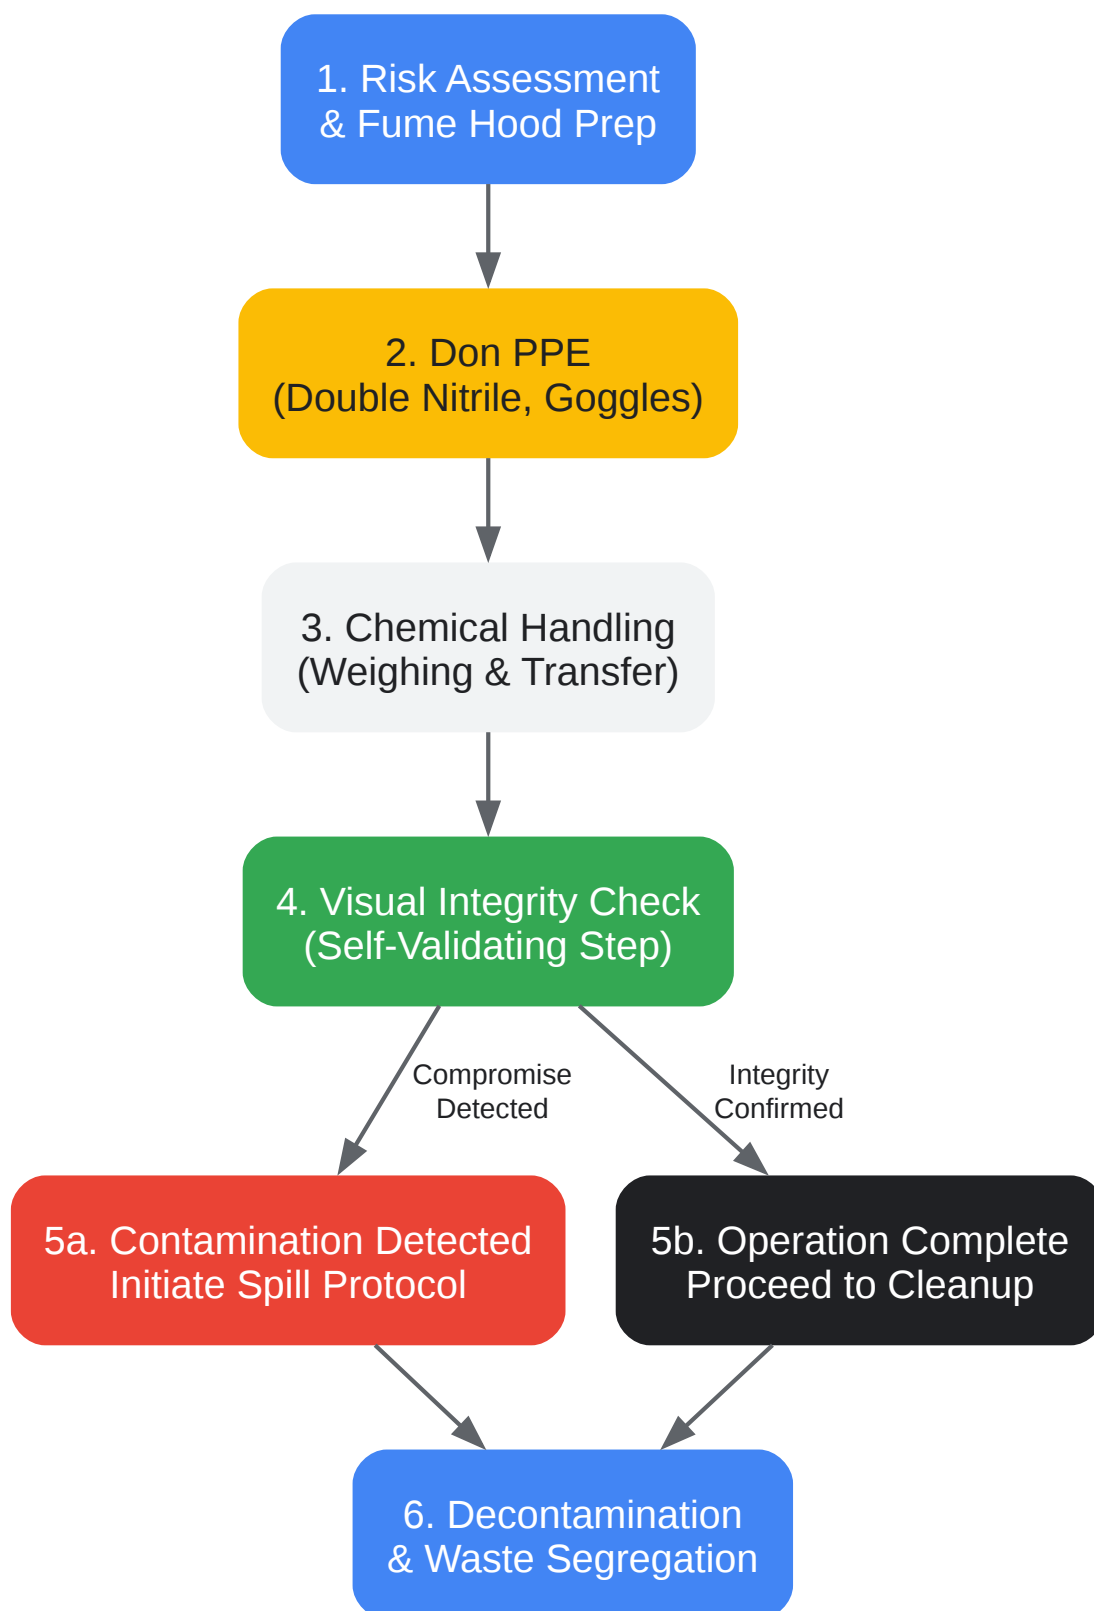 1. Risk Assessment
& Fume Hood Prep
2. Don PPE
(Double Nitrile, Goggles)
3. Chemical Handling
(Weighing & Transfer)
4. Visual Integrity Check
(Self-Validating Step)
Compromise
Detected
Integrity
Confirmed
5a. Contamination Detected
Initiate Spill Protocol
5b. Operation Complete
Proceed to Cleanup
6. Decontamination
& Waste Segregation